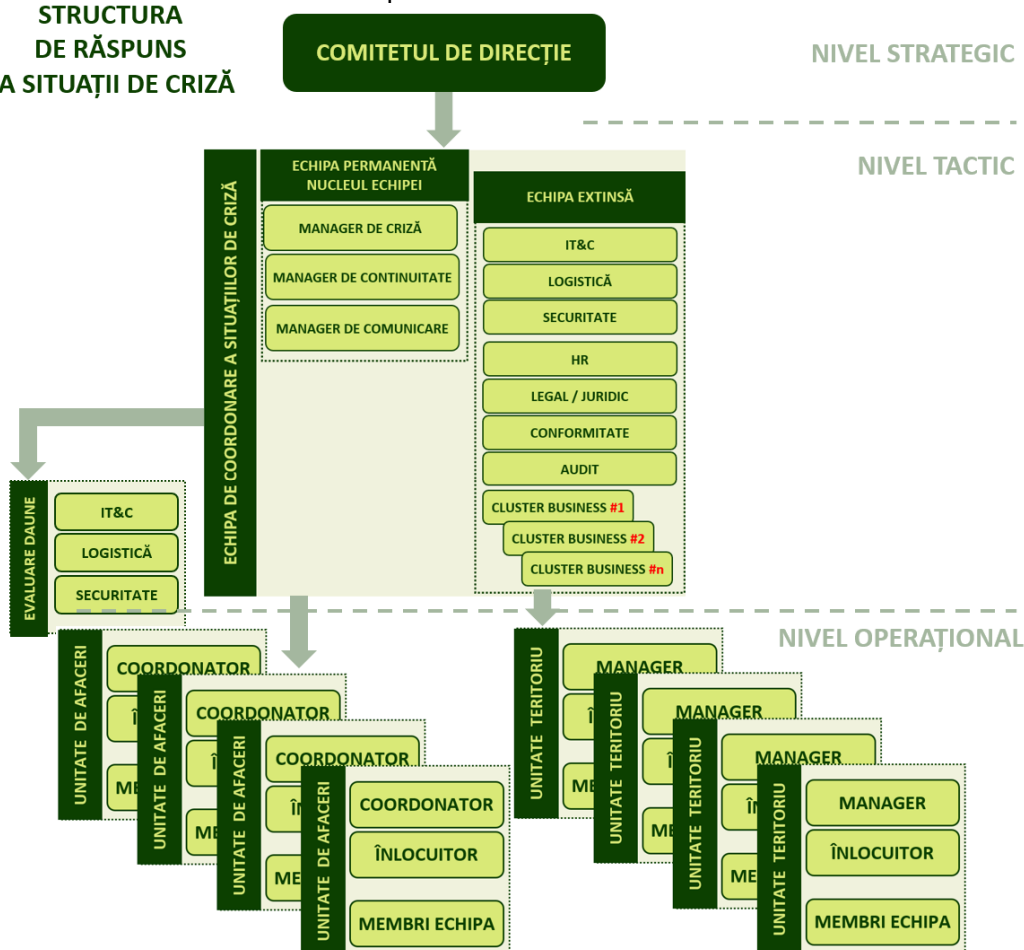 STRUCTURA
DE RĂSPUNS
A SITUAȚII DE CRIZĂ
COMITETUL DE DIRECȚIE
NIVEL STRATEGIC
NIVEL TACTIC
ECHIPA DE COORDONARE A SITUAȚIILOR DE CRIZĂ
ECHIPA PERMANENTĂ
NUCLEUL ECHIPEI
MANAGER DE CRIZĂ
MANAGER DE CONTINUITATE
MANAGER DE COMUNICARE
ECHIPA EXTINSĂ
IT&C
LOGISTICĂ
SECURITATE
HR
LEGAL / JURIDIC
CONFORMITATE
AUDIT
CLUSTER BUSINESS #1
CLUSTER BUSINESS #2
CLUSTER BUSINESS #n
EVALUARE DAUNE
IT&C
LOGISTICĂ
SECURITATE
NIVEL OPERAȚIONAL
UNITATE DE AFACERI
COORDONATOR
UNITATE DE AFACERI
COORDONATOR
UNITATE DE AFACERI
COORDONATOR
UNITATE DE AFACERI
COORDONATOR
ÎNLOCUITOR
MEMBRI ECHIPA
UNITATE TERITORIU
MANAGER
UNITATE TERITORIU
MANAGER
UNITATE TERITORIU
MANAGER
UNITATE TERITORIU
MANAGER
ÎNLOCUITOR
MEMBRI ECHIPA